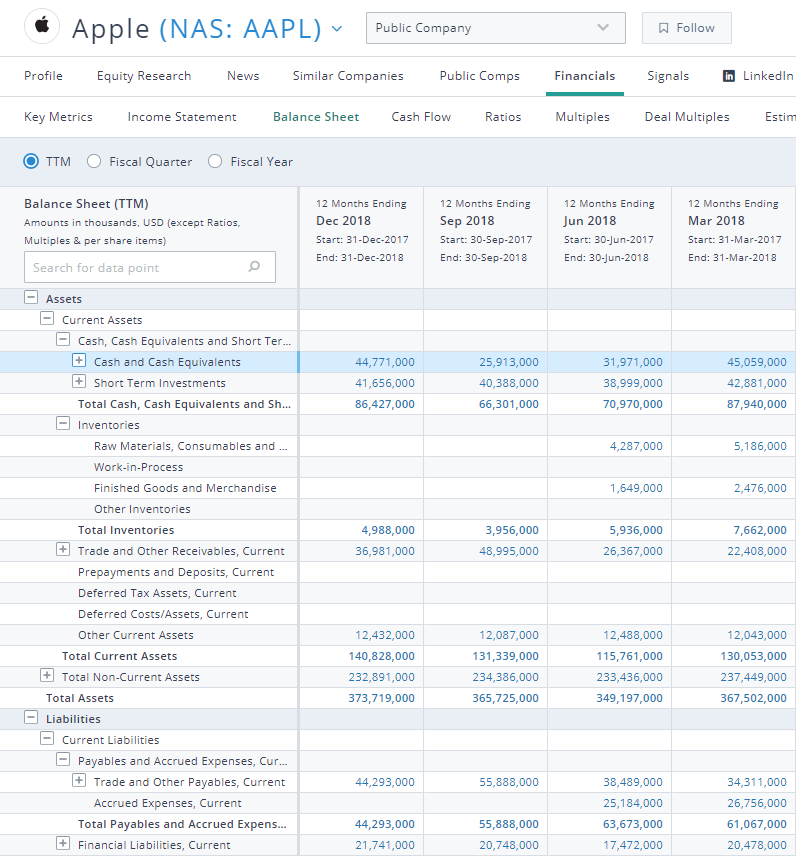 Apple (NAS: AAPL)
Public Company
Follow
Profile Equity Research News Similar Companies Public Comps Financials Signals in LinkedIn
Key Metrics Income Statement Balance Sheet Cash Flow Ratios Multiples Deal Multiples Estim
TTM Fiscal Quarter Fiscal Year
Balance Sheet (TTM)
Amounts in thousands, USD (except Ratios,
Multiples & per share items)
Search for data point
12 Months Ending 12 Months Ending 12 Months Ending 12 Months Ending
Dec 2018 Sep 2018 Jun 2018 Mar 2018
Start: 31-Dec-2017 Start: 30-Sep-2017 Start: 30-Jun-2017 Start: 31-Mar-2017
End: 31-Dec-2018 End: 30-Sep-2018 End: 30-Jun-2018 End: 31-Mar-2018
Assets
Current Assets
Cash, Cash Equivalents and Short Ter...
Cash and Cash Equivalents 44,771,000 25,913,000 31,971,000 45,059,000
Short Term Investments 41,656,000 40,388,000 38,999,000 42,881,000
Total Cash, Cash Equivalents and Sh... 86,427,000 66,301,000 70,970,000 87,940,000
Inventories
Raw Materials, Consumables and ... 4,287,000 5,186,000
Work-in-Process
Finished Goods and Merchandise 1,649,000 2,476,000
Other Inventories
Total Inventories 4,988,000 3,956,000 5,936,000 7,662,000
Trade and Other Receivables, Current 36,981,000 48,995,000 26,367,000 22,408,000
Prepayments and Deposits, Current
Deferred Tax Assets, Current
Deferred Costs/Assets, Current
Other Current Assets 12,432,000 12,087,000 12,488,000 12,043,000
Total Current Assets 140,828,000 131,339,000 115,761,000 130,053,000
Total Non-Current Assets 232,891,000 234,386,000 233,436,000 237,449,000
Total Assets 373,719,000 365,725,000 349,197,000 367,502,000
Liabilities
Current Liabilities
Payables and Accrued Expenses, Cur...
Trade and Other Payables, Current 44,293,000 55,888,000 38,489,000 34,311,000
Accrued Expenses, Current 25,184,000 26,756,000
Total Payables and Accrued Expens... 44,293,000 55,888,000 63,673,000 61,067,000
Financial Liabilities, Current 21,741,000 20,748,000 17,472,000 20,478,000